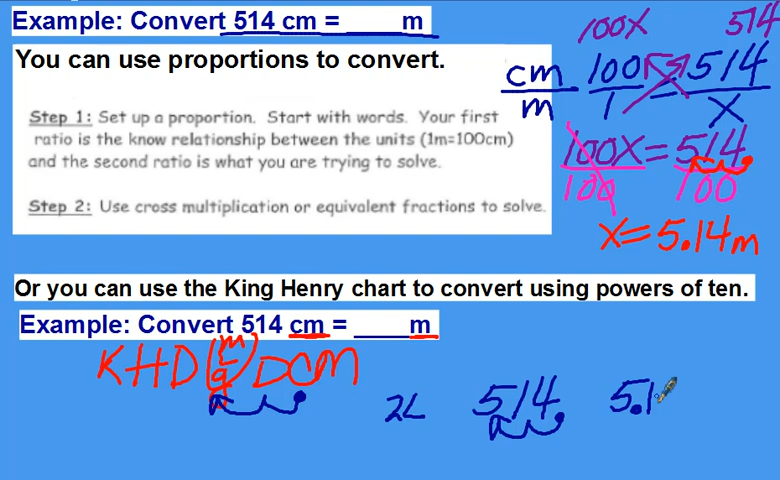 Example: Convert 514 cm = ____ m
You can use proportions to convert.
Step 1: Set up a proportion. Start with words. Your first
ratio is the know relationship between the units (1m=100cm)
and the second ratio is what you are trying to solve.
Step 2: Use cross multiplication or equivalent fractions to solve.
100x 514
cm 100 = 514
m 1 x
100x = 514
100 100
x = 5.14m
Or you can use the King Henry chart to convert using powers of ten.
Example: Convert 514 cm = ____ m
KHD (m L g) DCM
2L 514 5.1